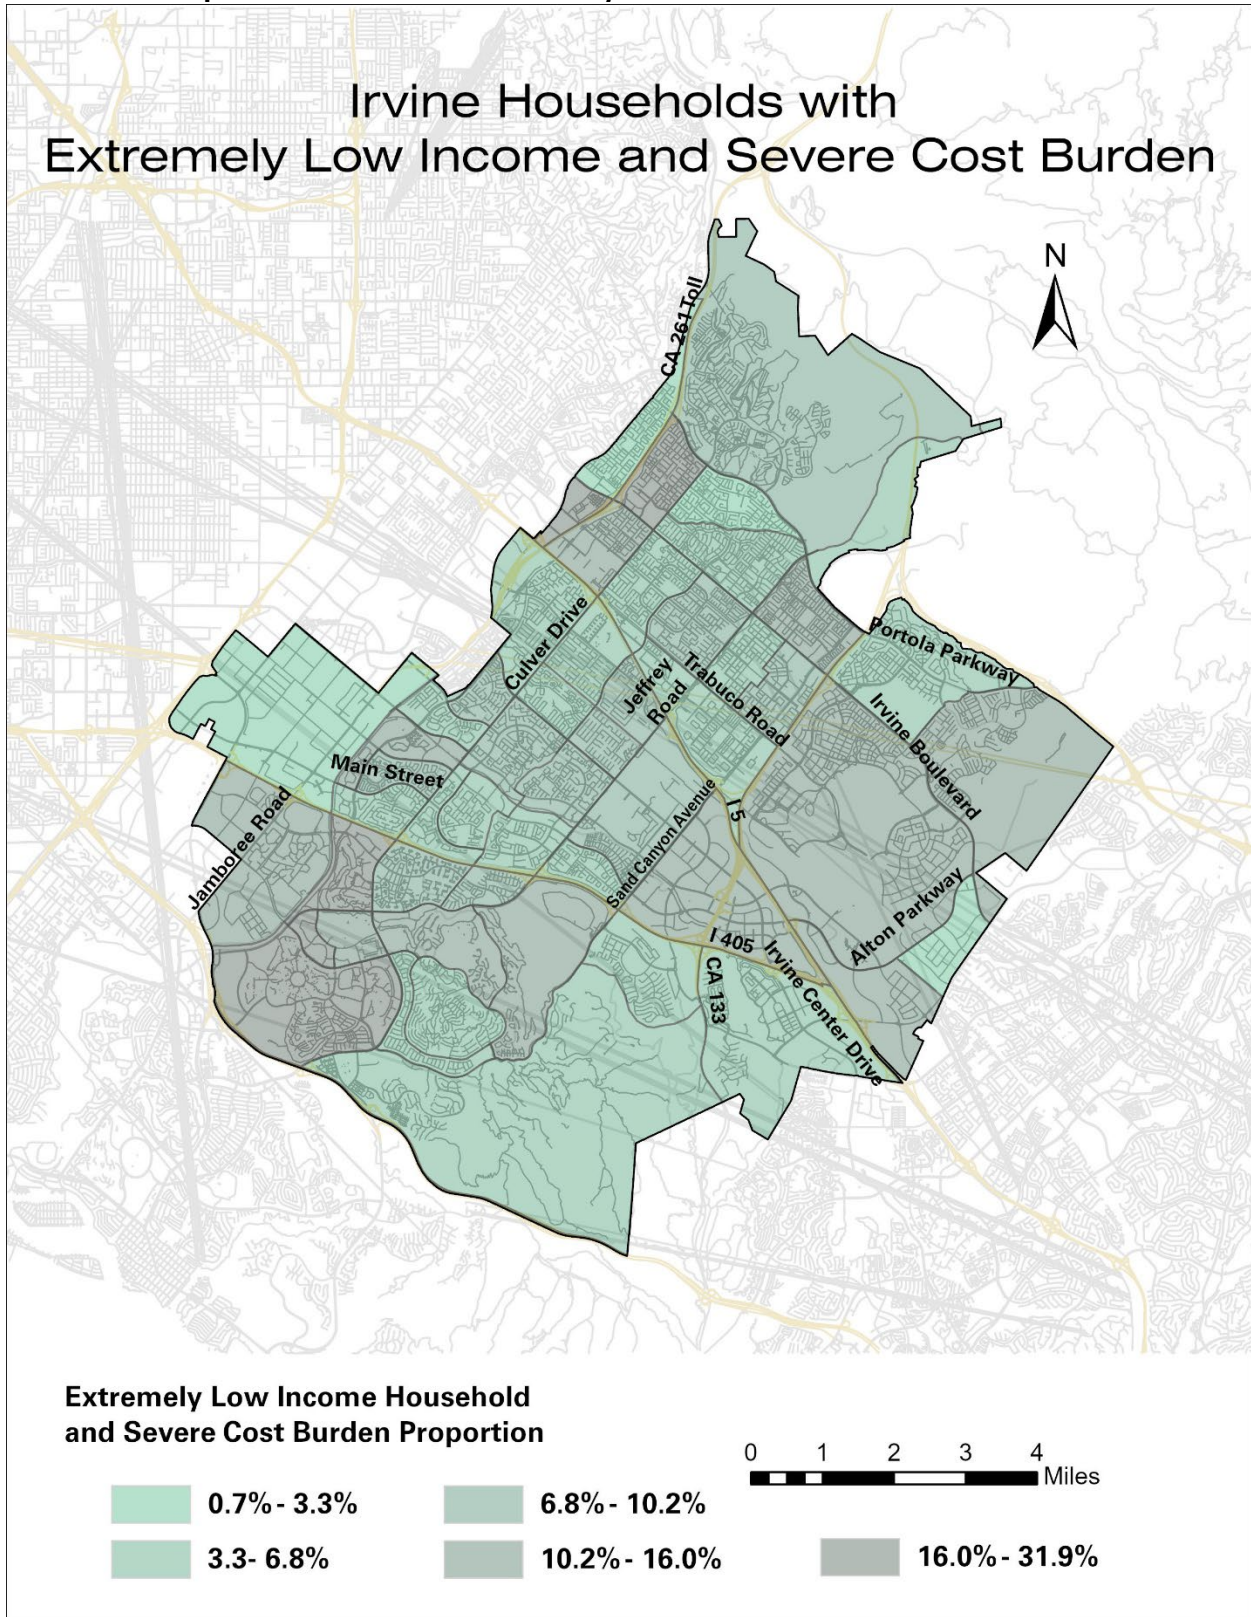 Irvine Households with
Extremely Low Income and Severe Cost Burden
N
CA 261 Toll
Portola Parkway
Culver Drive
Jeffrey
Road
Trabuco Road
Irvine Boulevard
Main Street
Jamboree Road
Sand Canyon Avenue
I 5
Alton Parkway
I 405
CA 133
Irvine Center Drive
Extremely Low Income Household
and Severe Cost Burden Proportion
0 1 2 3 4
Miles
0.7% - 3.3%
6.8% - 10.2%
3.3- 6.8%
10.2% - 16.0%
16.0% - 31.9%